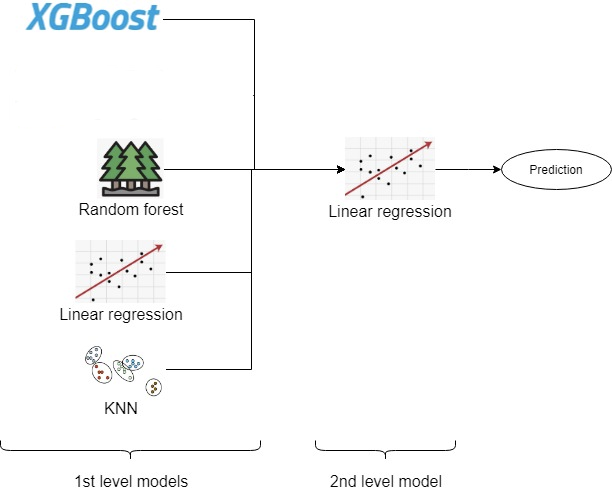 XGBoost
Random forest
Linear regression
KNN
1st level models
Linear regression
2nd level model
Prediction